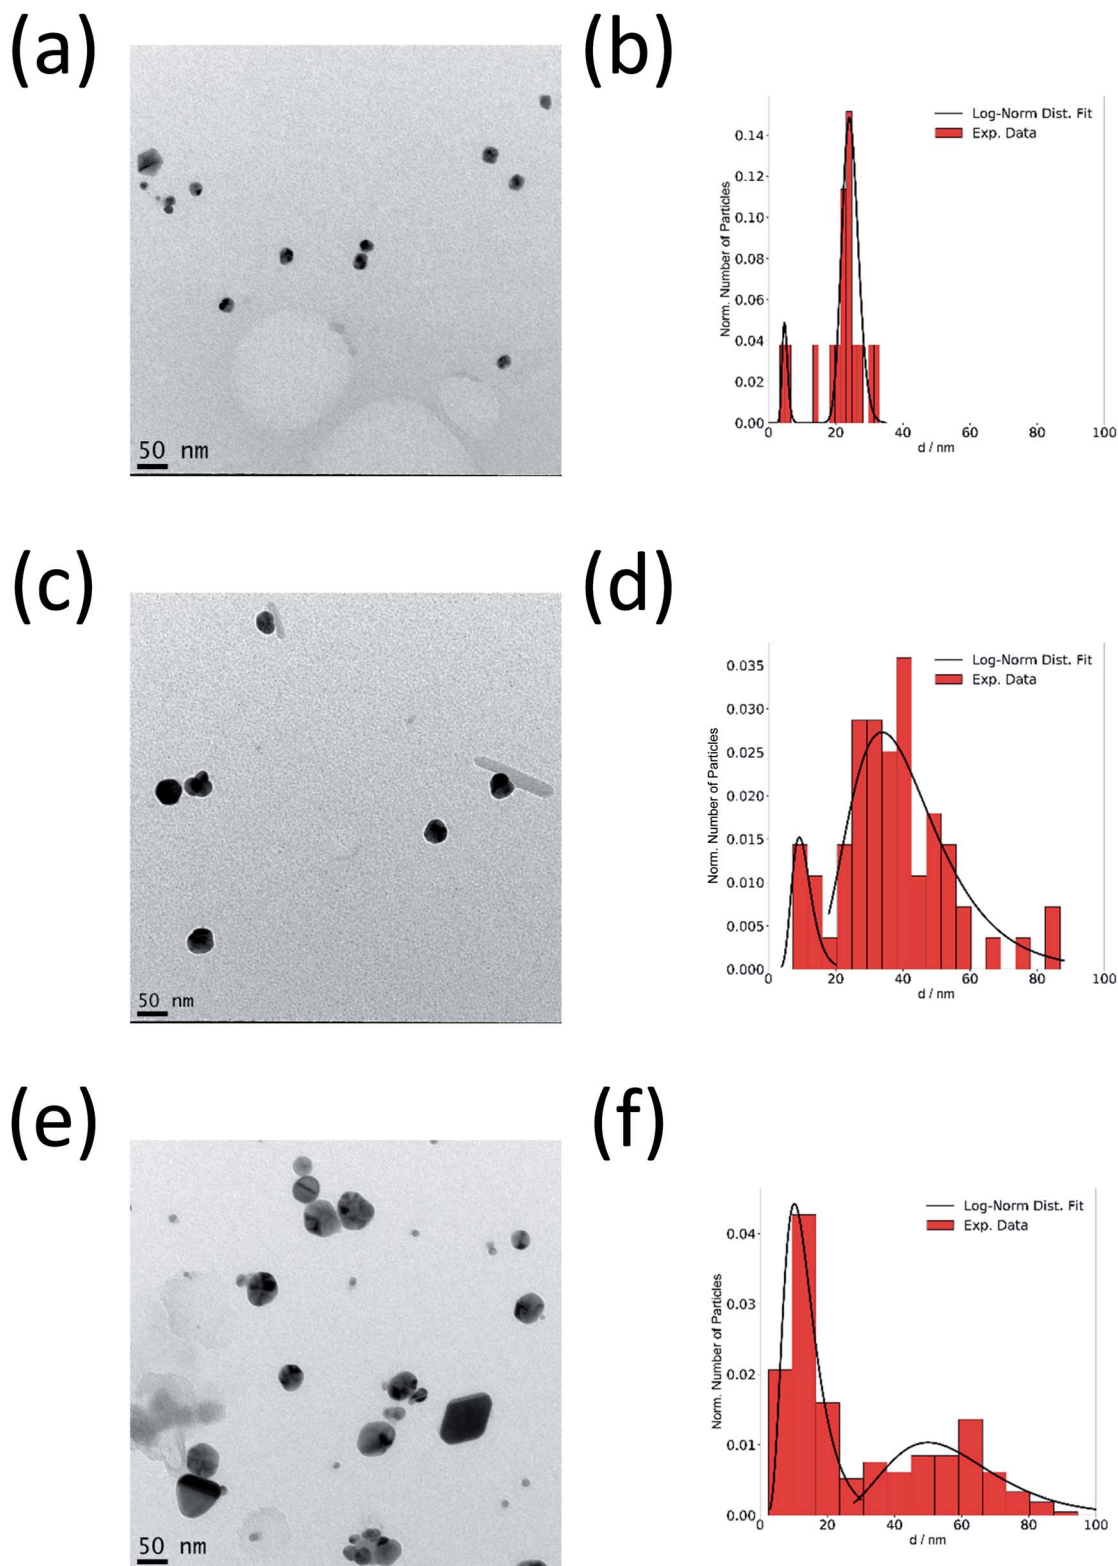 (a)
50 nm
(b)
Log-Norm Dist. Fit
Exp. Data
Norm. Number of Particles
0.14
0.12
0.10
0.08
0.06
0.04
0.02
0.00
0 20 40 60 80 100
d / nm
(c)
50 nm
(d)
Log-Norm Dist. Fit
Exp. Data
Norm. Number of Particles
0.035
0.030
0.025
0.020
0.015
0.010
0.005
0.000
0 20 40 60 80 100
d / nm
(e)
50 nm
(f)
Log-Norm Dist. Fit
Exp. Data
Norm. Number of Particles
0.04
0.03
0.02
0.01
0.00
0 20 40 60 80 100
d / nm